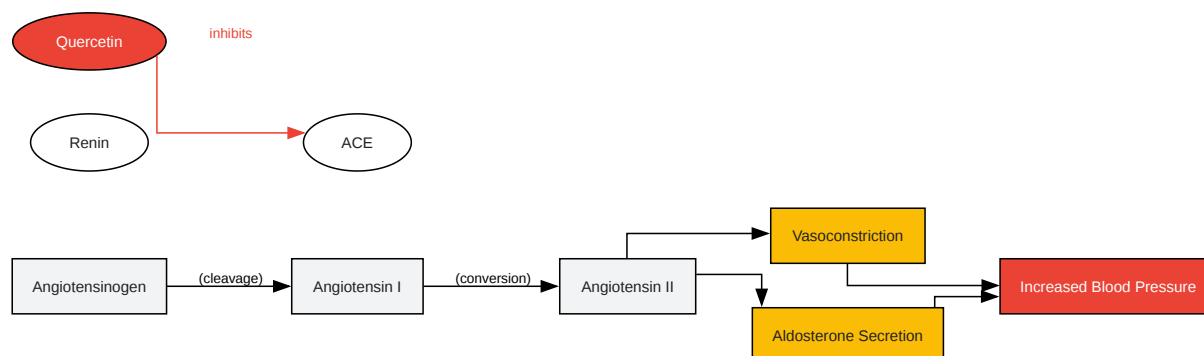 Quercetin
inhibits
Renin
ACE
Vasoconstriction
Angiotensinogen
(cleavage)
Angiotensin I
(conversion)
Angiotensin II
Increased Blood Pressure
Aldosterone Secretion